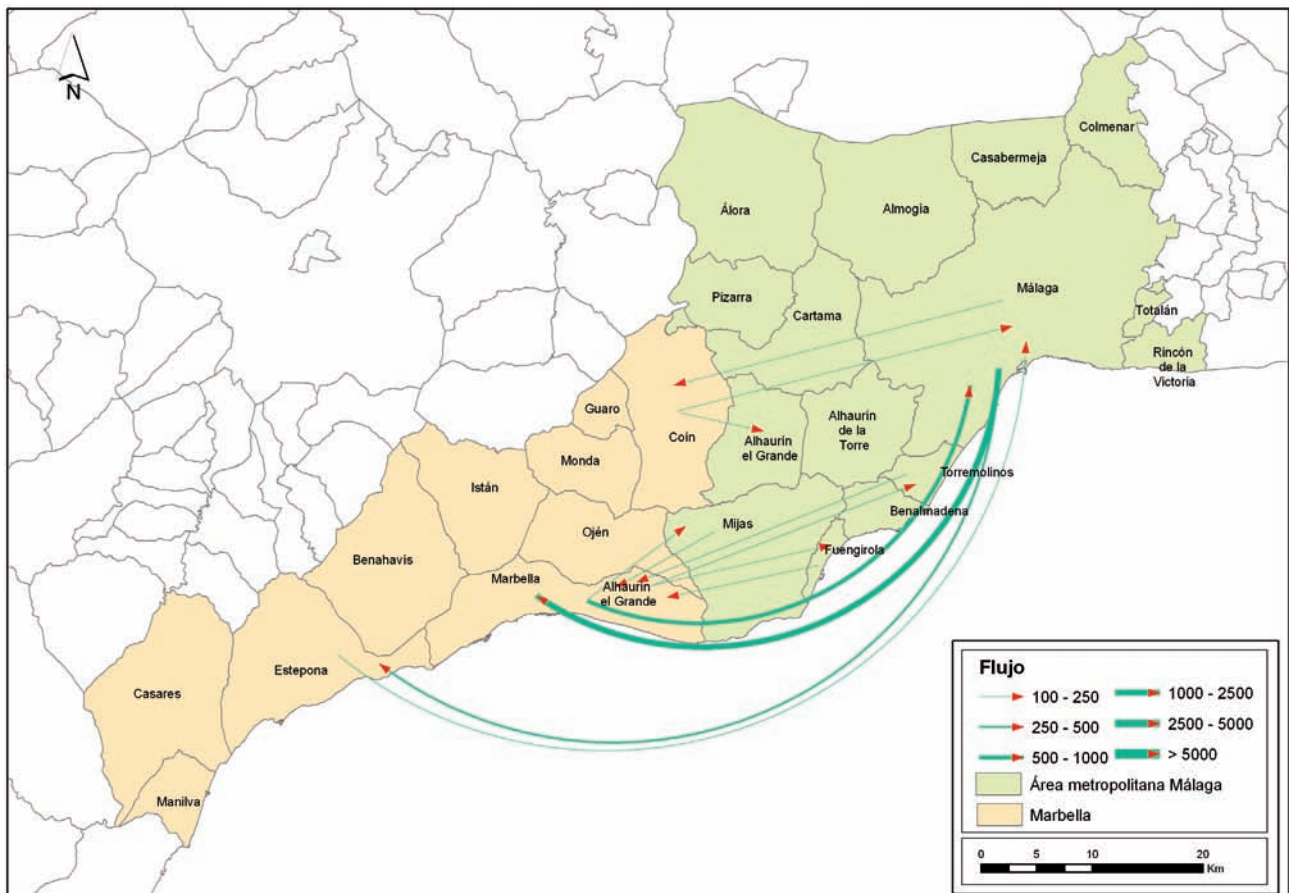 N
Colmenar
Casabermeja
Álora
Almogia
Málaga
Pizarra
Cartama
Totalán
Rincón
de la
Victoria
Guaro
Coín
Alhaurín
el Grande
Alhaurín
de la
Torre
Monda
Torremolinos
Istán
Benalmadena
Mijas
Ojén
Fuengirola
Benahavis
Marbella
Alhaurín
el Grande
Estepona
Casares
Manilva
Flujo
100 - 250
250 - 500
500 - 1000
1000 - 2500
2500 - 5000
> 5000
Área metropolitana Málaga
Marbella
0 5 10 20
Km